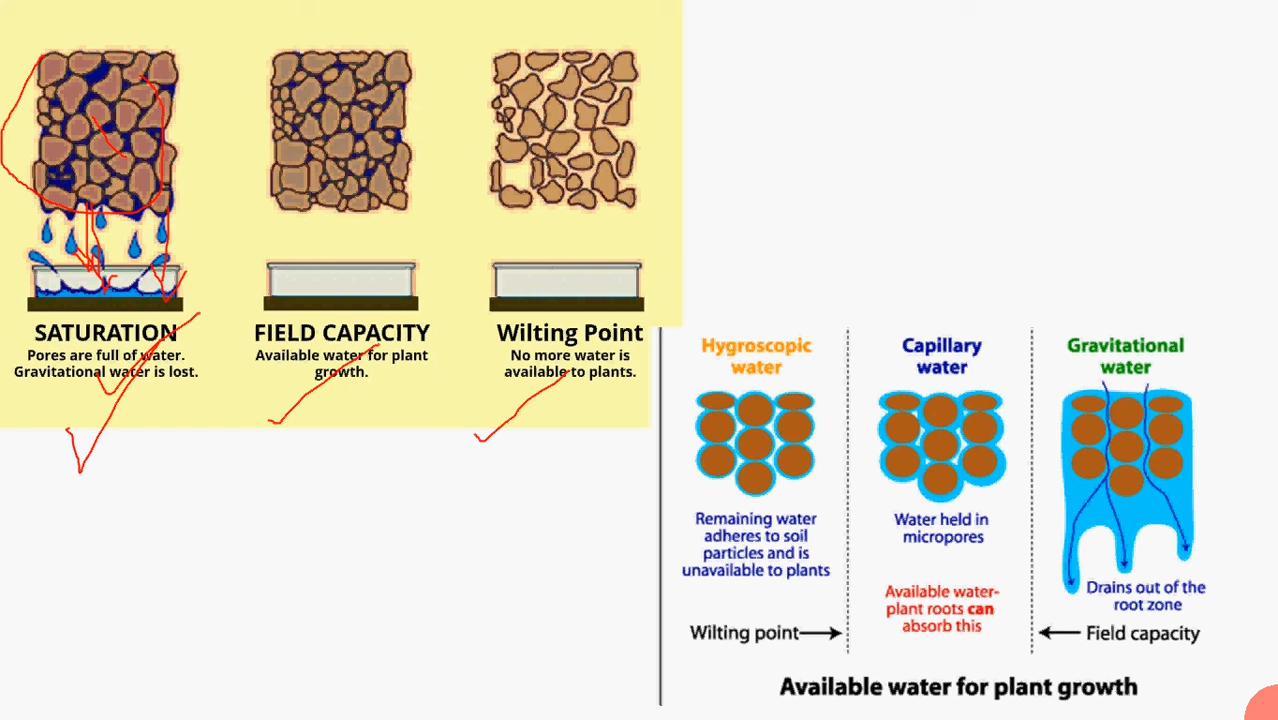 SATURATION
Pores are full of water.
Gravitational water is lost.
FIELD CAPACITY
Available water for plant
growth.
Wilting Point
No more water is
available to plants.
Hygroscopic
water
Remaining water
adheres to soil
particles and is
unavailable to plants
Wilting point
Capillary
water
Water held in
micropores
Available water-
plant roots can
absorb this
Gravitational
water
Drains out of the
root zone
Field capacity
Available water for plant growth